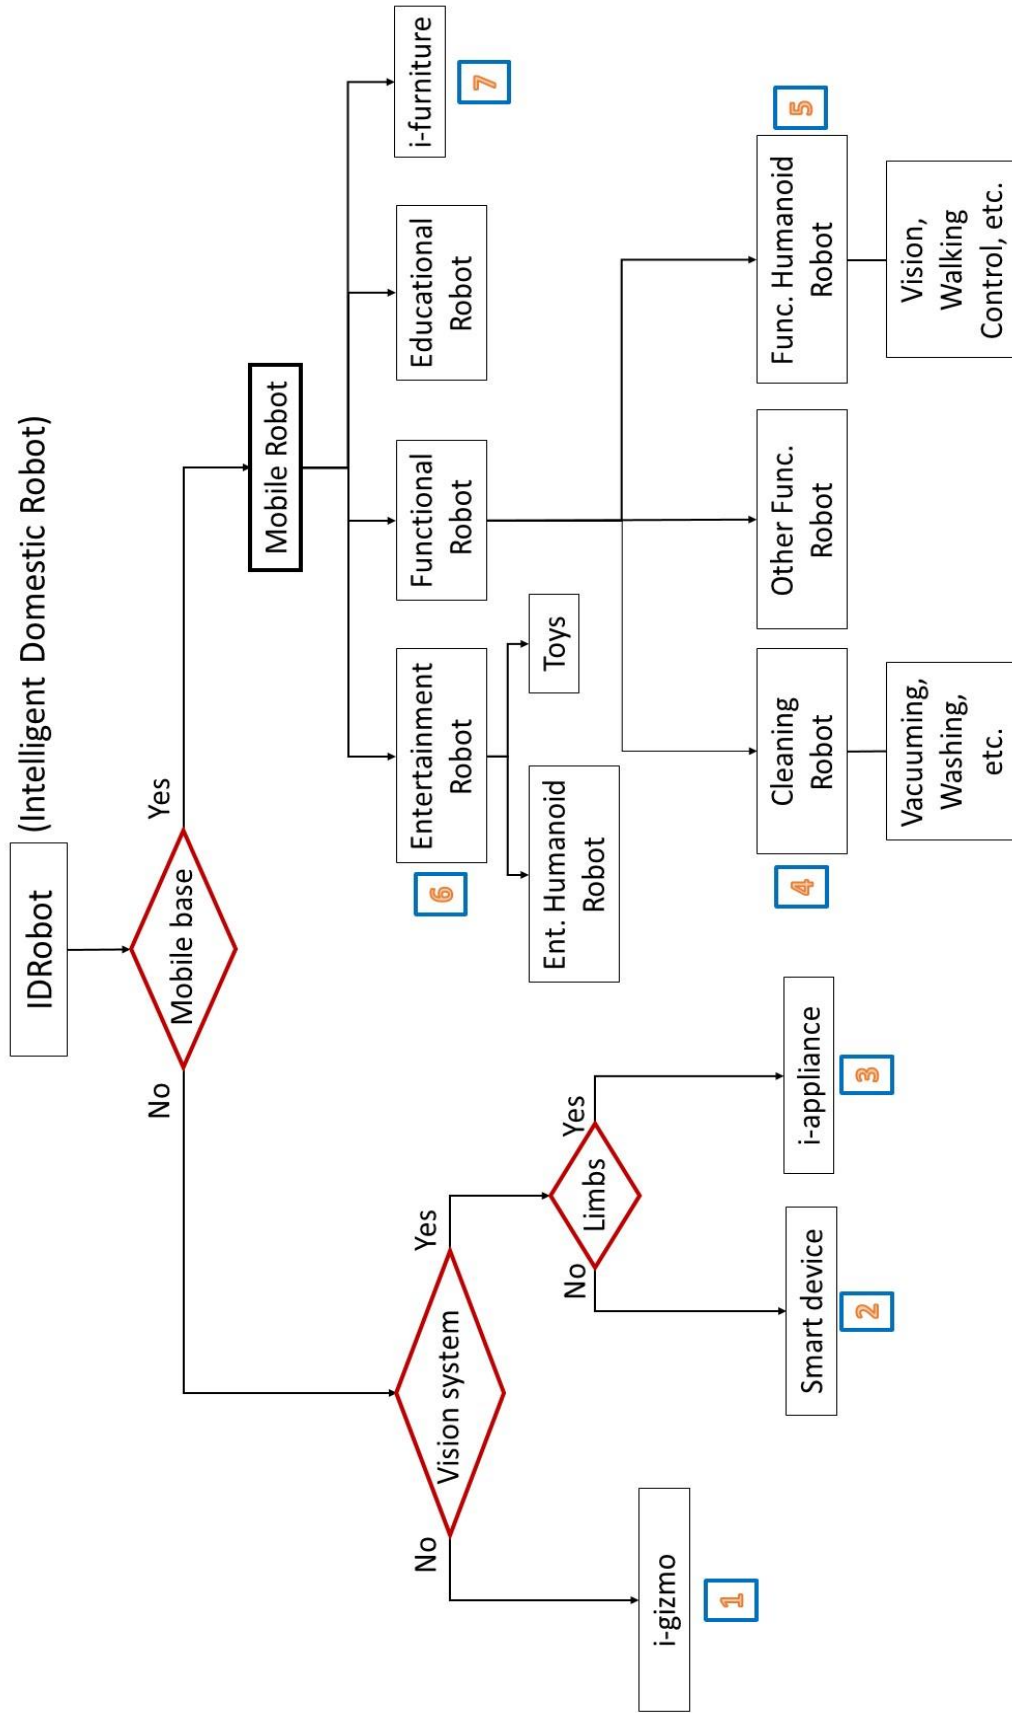 IDRobot
(Intelligent Domestic Robot)
Mobile base
No
Yes
Vision system
No
Yes
i-gizmo
1
Limbs
No
Yes
Smart device
2
i-appliance
3
Mobile Robot
Entertainment
Robot
6
Ent. Humanoid
Robot
Toys
Functional
Robot
Educational
Robot
i-furniture
7
Cleaning
Robot
4
Vacuuming,
Washing,
etc.
Other Func.
Robot
Func. Humanoid
Robot
5
Vision,
Walking
Control, etc.